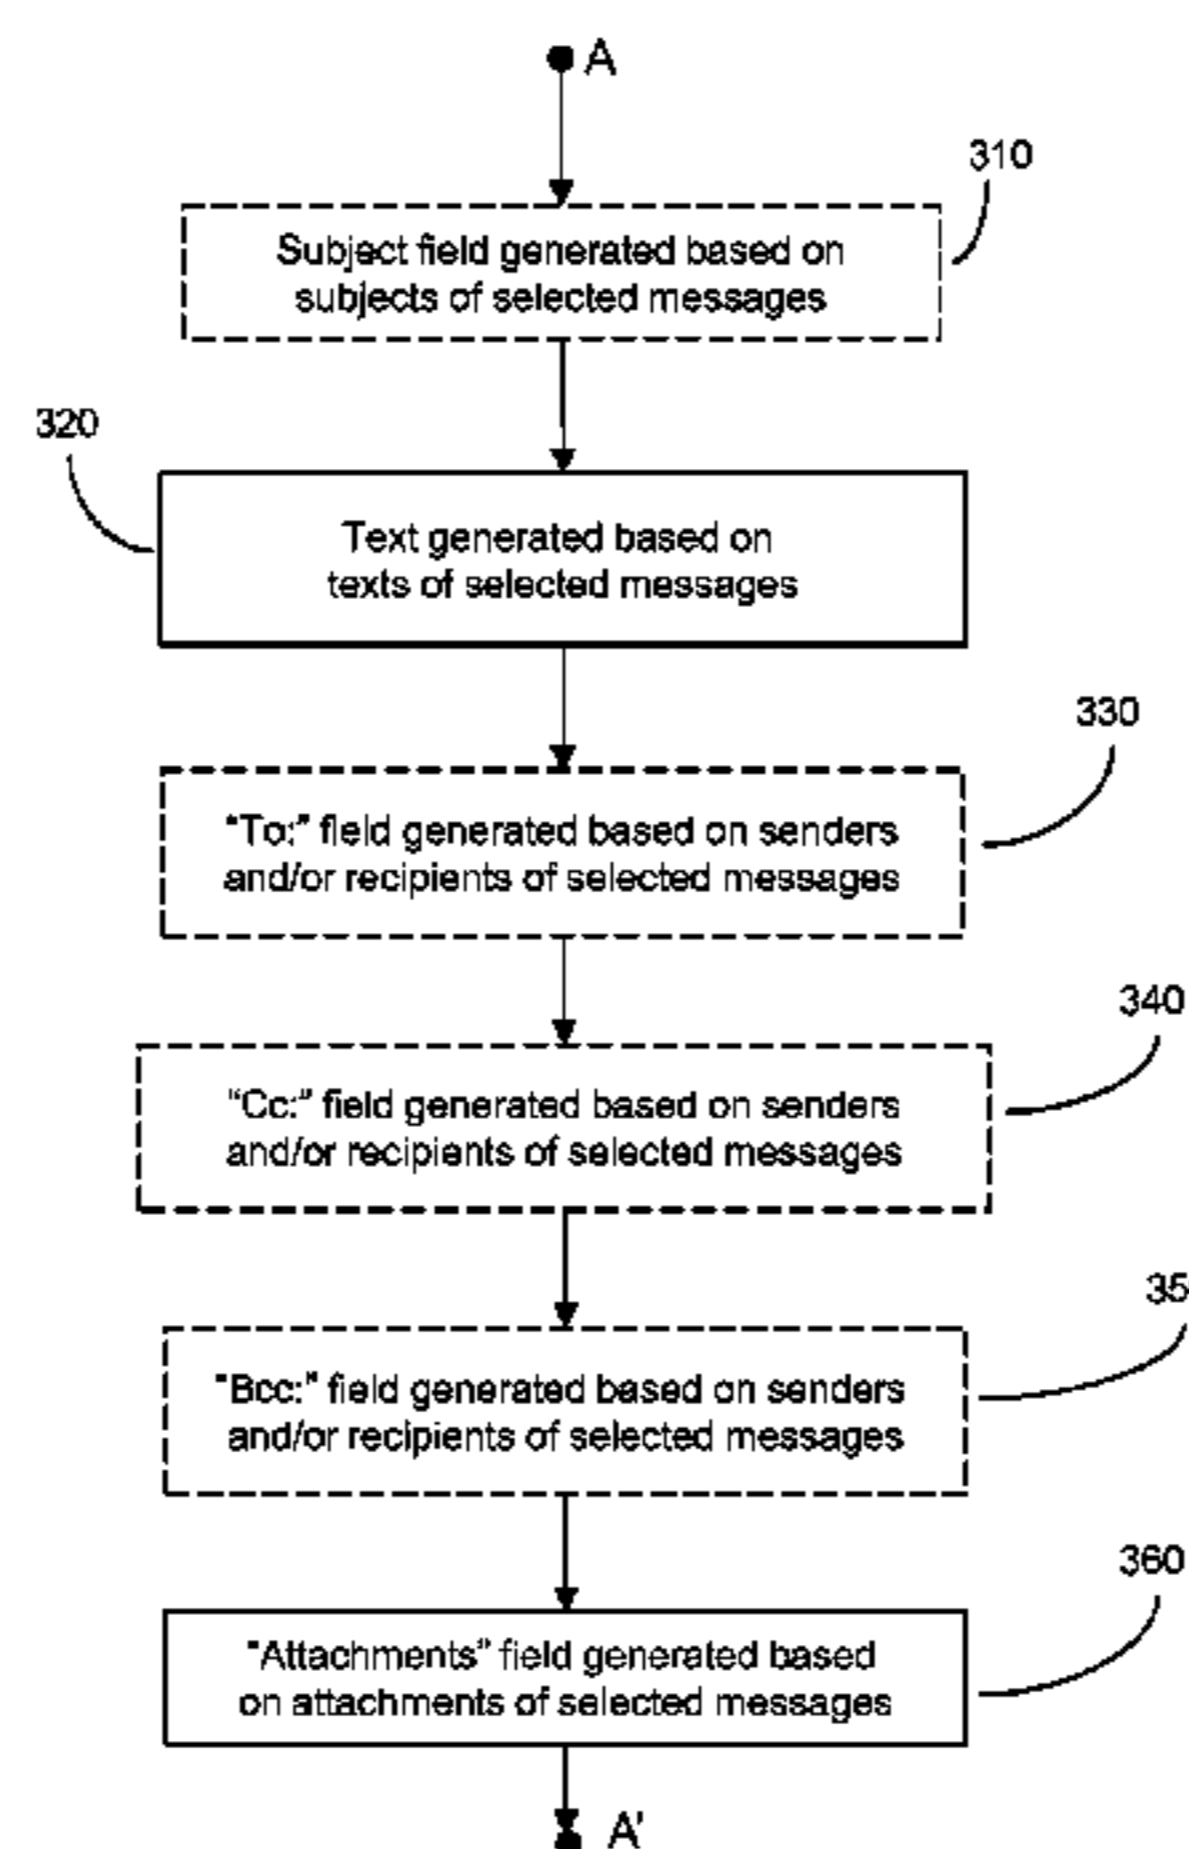 A
310
Subject field generated based on
subjects of selected messages
320
Text generated based on
texts of selected messages
330
"To:" field generated based on senders
and/or recipients of selected messages
340
"Cc:" field generated based on senders
and/or recipients of selected messages
35
"Bcc:" field generated based on senders
and/or recipients of selected messages
360
"Attachments" field generated based
on attachments of selected messages
A'